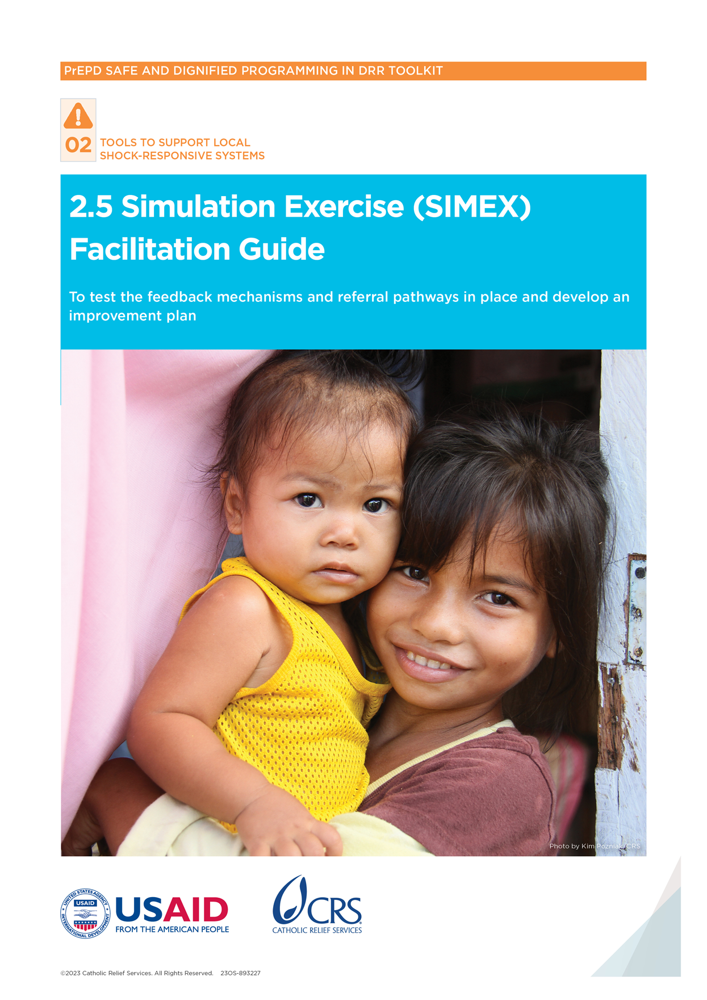 PrEPD SAFE AND DIGNIFIED PROGRAMMING IN DRR TOOLKIT
02
TOOLS TO SUPPORT LOCAL
SHOCK-RESPONSIVE SYSTEMS
2.5 Simulation Exercise (SIMEX)
Facilitation Guide
To test the feedback mechanisms and referral pathways in place and develop an
improvement plan
Photo by Kim Pozniak/CRS
UNITED STATES AGENCY
USAID
INTERNATIONAL DEVELOPMENT
USAID
FROM THE AMERICAN PEOPLE
CRS
CATHOLIC RELIEF SERVICES
©2023 Catholic Relief Services. All Rights Reserved. 23OS-893227